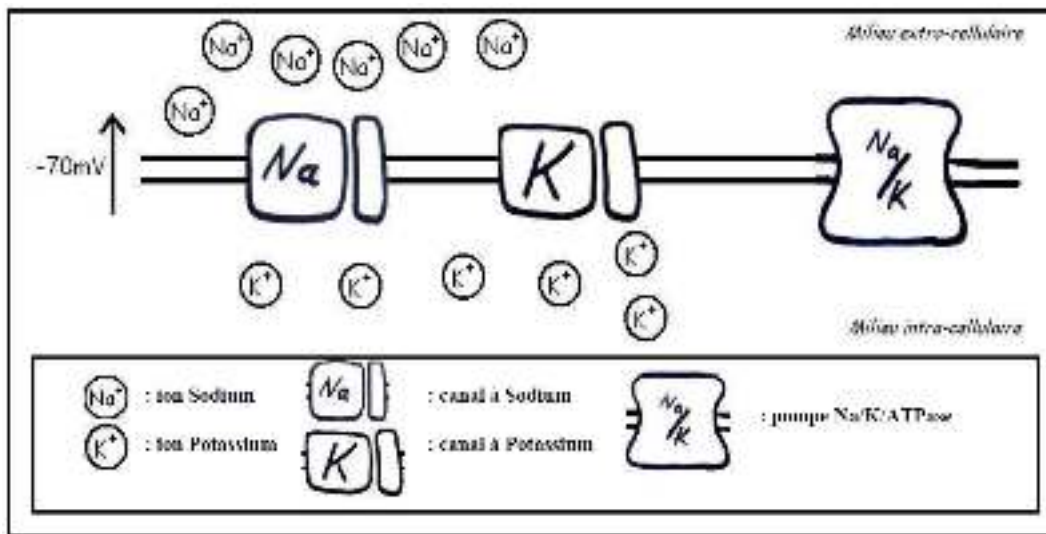 Milieu extra-cellulaire
Na+ Na+ Na+ Na+ Na+
Na+
-70mV
Na K Na/K
K+ K+ K+ K+ K+
K+
Milieu intra-cellulaire
Na+ : ion Sodium Na : canal à Sodium Na/K : pompe Na/K/ATPase
K+ : ion Potassium K : canal à Potassium